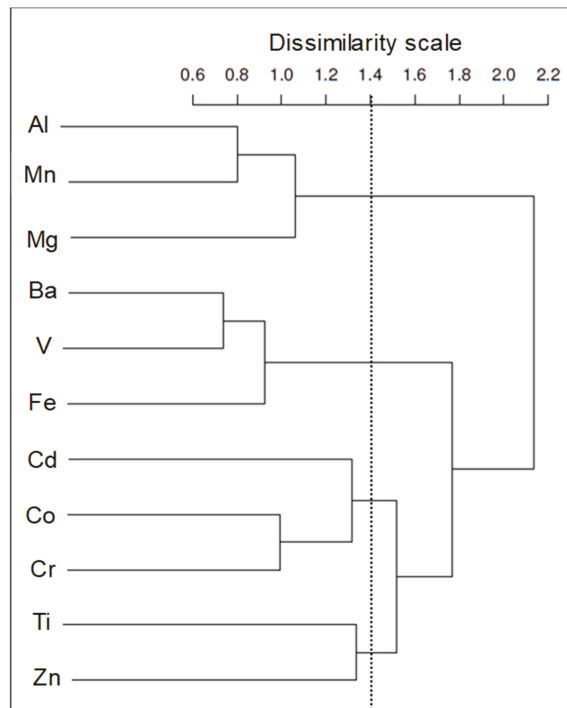 Dissimilarity scale
0.6 0.8 1.0 1.2 1.4 1.6 1.8 2.0 2.2
Al
Mn
Mg
Ba
V
Fe
Cd
Co
Cr
Ti
Zn